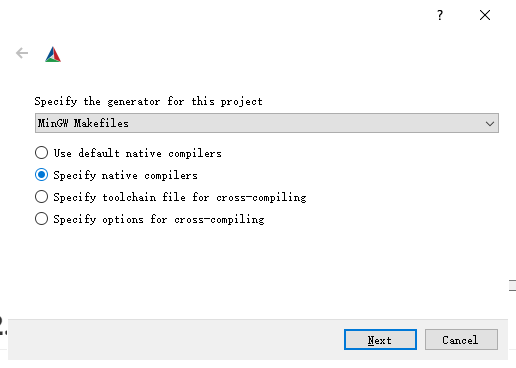 ?
Specify the generator for this project
MinGW Makefiles
Use default native compilers
Specify native compilers
Specify toolchain file for cross-compiling
Specify options for cross-compiling
2.
Next
Cancel